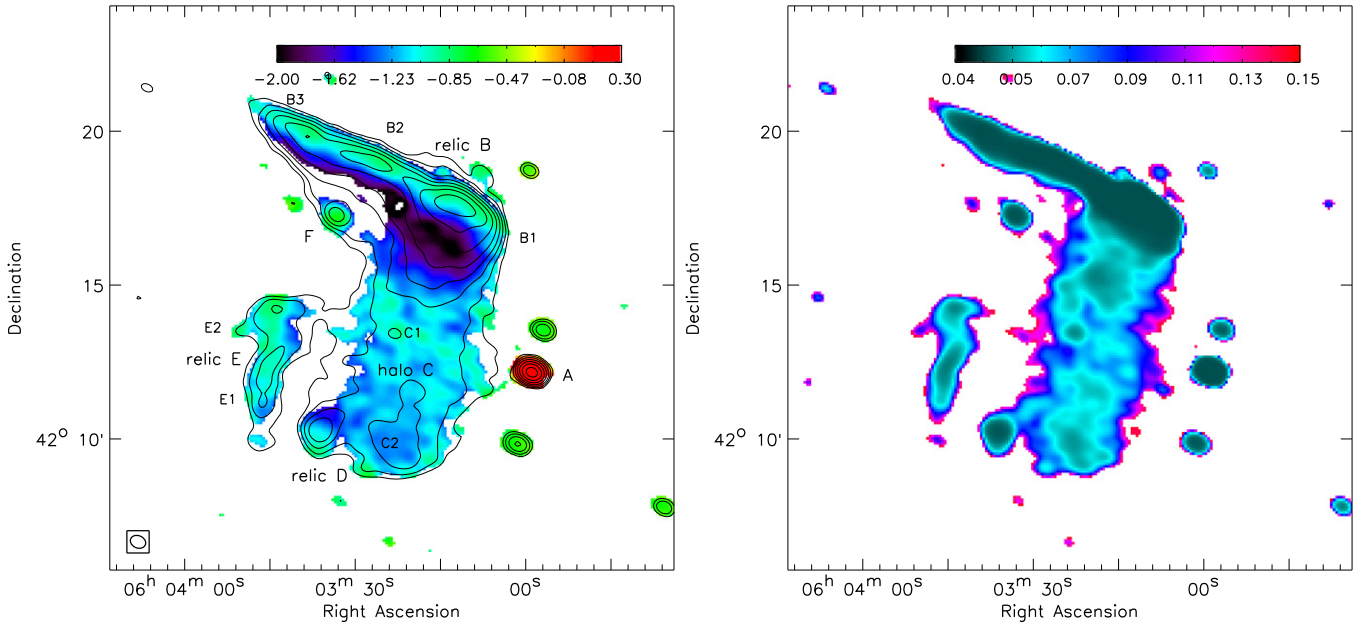 −2.00 −1.62 −1.23 −0.85 −0.47 −0.08 0.30
B3
B2
relic B
20
F
B1
15
E2
C1
relic E
halo C
A
E1
42° 10'
C2
relic D
Declination
06ʰ 04ᵐ 00ˢ 03ᵐ 30ˢ 00ˢ
Right Ascension
0.04 0.05 0.07 0.09 0.11 0.13 0.15
20
15
42° 10'
Declination
06ʰ 04ᵐ 00ˢ 03ᵐ 30ˢ 00ˢ
Right Ascension